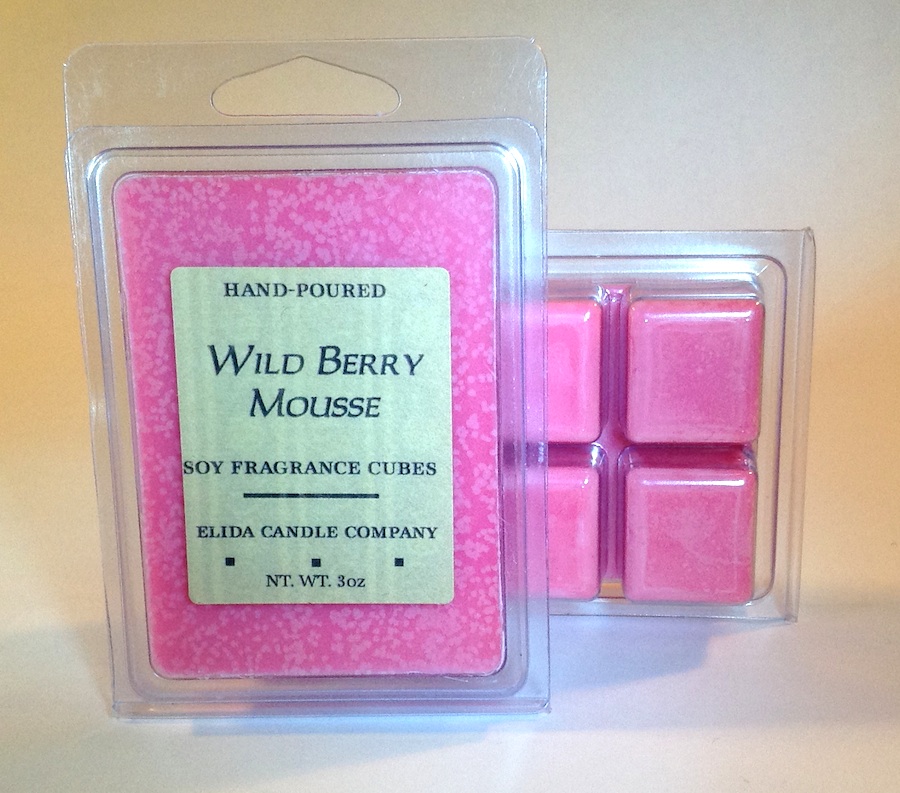 HAND-POURED
WILD BERRY
MOUSSE
SOY FRAGRANCE CUBES
ELIDA CANDLE COMPANY
NT. WT. 3oz